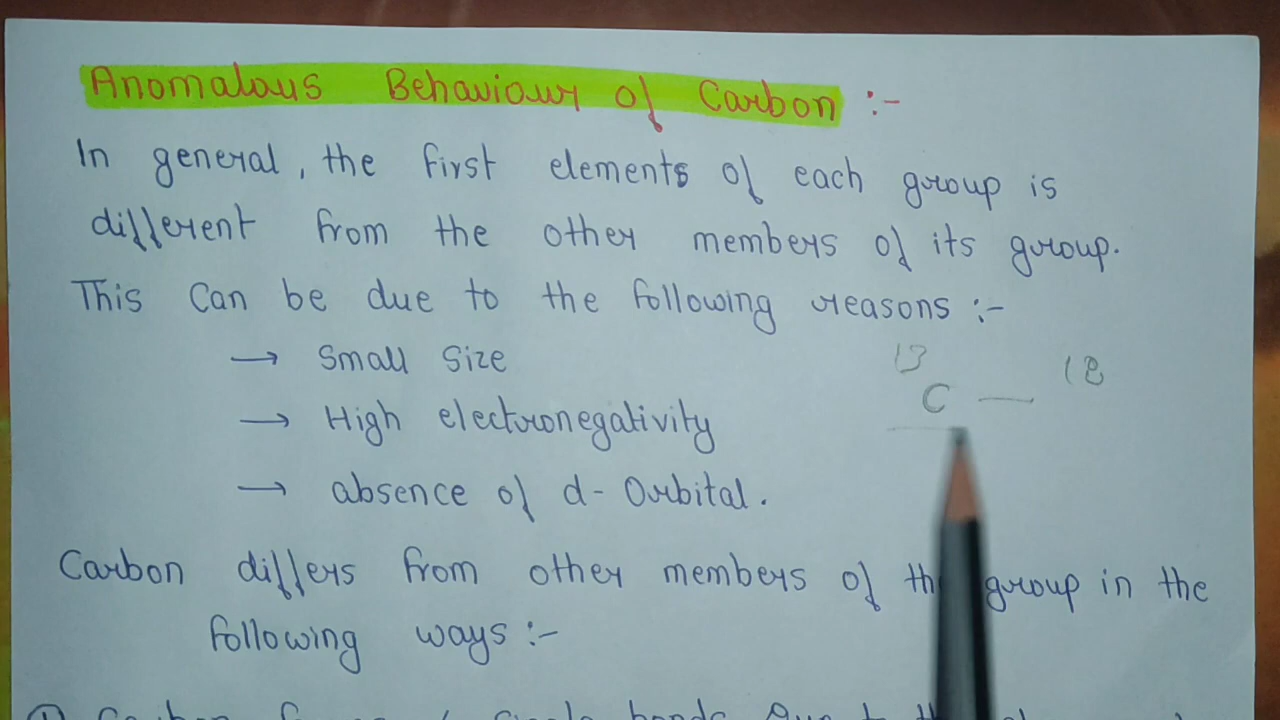 Anomalous Behaviour of Carbon :-
In general, the first elements of each group is
different from the other members of its group.
This Can be due to the following reasons :-
→ Small Size
→ High electronegativity
→ absence of d-Orbital.
13 18
C —
Carbon differs from other members of the group in the
following ways :-